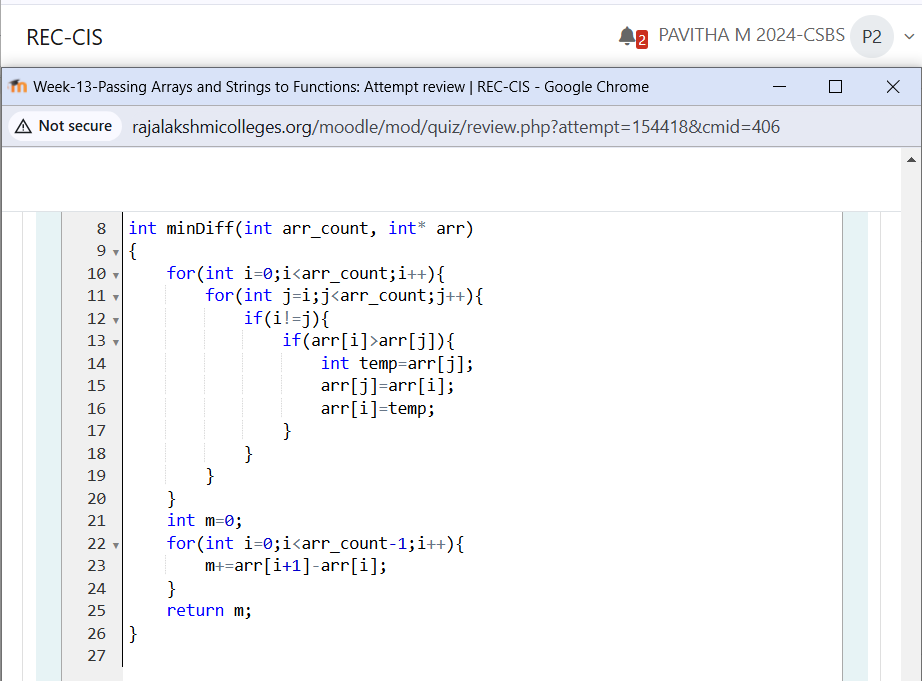 REC-CIS 2 PAVITHA M 2024-CSBS P2
Week-13-Passing Arrays and Strings to Functions: Attempt review | REC-CIS - Google Chrome
Not secure rajalakshmicolleges.org/moodle/mod/quiz/review.php?attempt=154418&cmid=406
8 int minDiff(int arr_count, int* arr)
9 {
10     for(int i=0;i<arr_count;i++){
11         for(int j=i;j<arr_count;j++){
12             if(i!=j){
13                 if(arr[i]>arr[j]){
14                     int temp=arr[j];
15                     arr[j]=arr[i];
16                     arr[i]=temp;
17                 }
18             }
19         }
20     }
21     int m=0;
22     for(int i=0;i<arr_count-1;i++){
23         m+=arr[i+1]-arr[i];
24     }
25     return m;
26 }
27